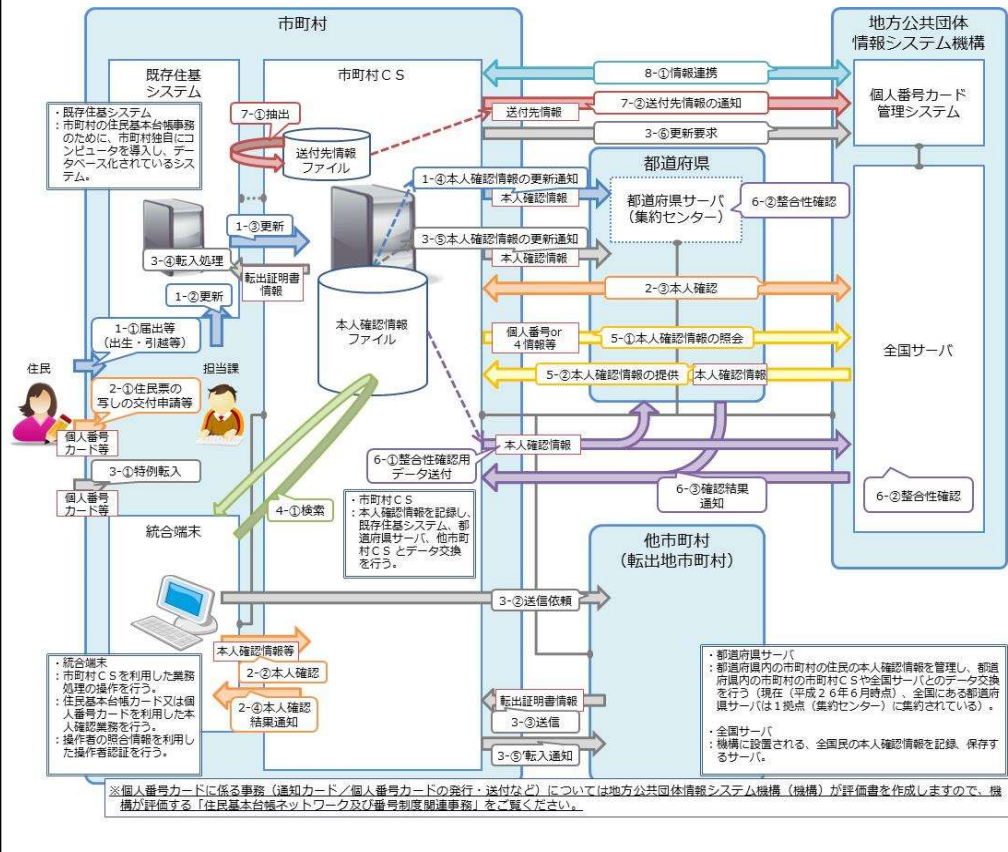 市町村
地方公共団体
情報システム機構
既存住基
システム
市町村ＣＳ
個人番号カード
管理システム
・既存住基システム
：市町村の住民基本台帳事務
のために、市町村独自にコ
ンピュータを導入し、デー
タベース化されているシス
テム。
7-①抽出
送付先情報
ファイル
8-①情報連携
送付先情報
7-②送付先情報の通知
3-⑥更新要求
都道府県
都道府県サーバ
（集約センター）
6-②整合性確認
1-④本人確認情報の更新通知
本人確認情報
3-⑤本人確認情報の更新通知
本人確認情報
1-③更新
3-④転入処理
転出証明書
情報
1-②更新
2-③本人確認
本人確認情報
ファイル
個人番号or
４情報等
5-①本人確認情報の照会
5-②本人確認情報の提供
本人確認情報
全国サーバ
1-①届出等
（出生・引越等）
住民
担当課
2-①住民票の
写しの交付申請等
個人番号
カード等
3-①特例転入
個人番号
カード等
6-①整合性確認用
データ送付
本人確認情報
6-③確認結果
通知
6-②整合性確認
4-①検索
・市町村ＣＳ
：本人確認情報を記録し、
既存住基システム、都
道府県サーバ、他市町
村ＣＳとデータ交換
を行う。
統合端末
他市町村
（転出地市町村）
3-②送信依頼
本人確認情報等
2-②本人確認
2-④本人確認
結果通知
転出証明書情報
3-③送信
3-⑤’転入通知
・統合端末
：市町村ＣＳを利用した業務
処理の操作を行う。
：住民基本台帳カード又は個
人番号カードを利用した本
人確認業務を行う。
：操作者の照合情報を利用し
た操作者認証を行う。
・都道府県サーバ
：都道府県内の市町村の住民の本人確認情報を管理し、都道
府県内の市町村の市町村ＣＳや全国サーバとのデータ交換
を行う（現在（平成２６年６月時点）、全国にある都道府
県サーバは１拠点（集約センター）に集約されている）。
・全国サーバ
：機構に設置される、全国民の本人確認情報を記録、保存す
るサーバ。
※個人番号カードに係る事務（通知カード／個人番号カードの発行・送付など）については地方公共団体情報システム機構（機構）が評価書を作成しますので、機
構が評価する「住民基本台帳ネットワーク及び番号制度関連事務」をご覧ください。